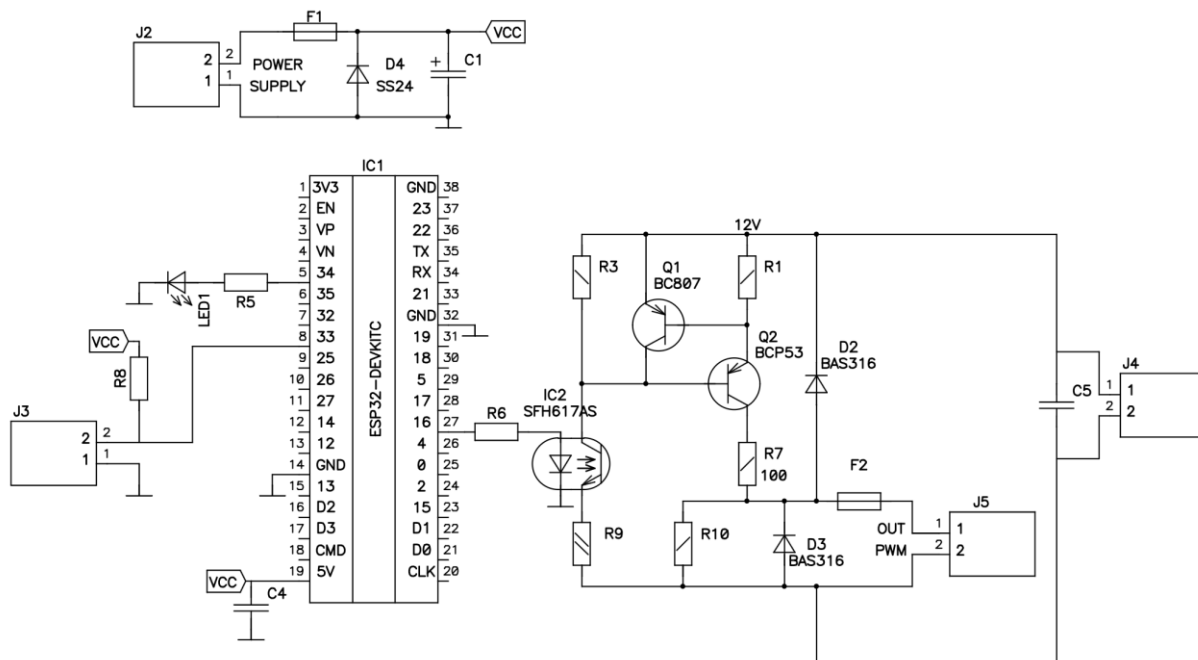 F1
VCC
J2
2 2 POWER
1 1 SUPPLY
D4
SS24
+ C1
IC1
ESP32-DEVKITC
1 3V3
2 EN
3 VP
4 VN
5 34
6 35
7 32
8 33
9 25
10 26
11 27
12 14
13 12
14 GND
15 13
16 D2
17 D3
18 CMD
19 5V
GND 38
23 37
22 36
TX 35
RX 34
21 33
GND 32
19 31
18 30
5 29
17 28
16 27
4 26
0 25
2 24
15 23
D1 22
D0 21
CLK 20
LED1
R5
VCC
R8
J3
2 2
1 1
VCC
C4
R6
IC2
SFH617AS
12V
R3
Q1
BC807
R1
Q2
BCP53
D2
BAS316
R7
100
F2
R9
R10
D3
BAS316
OUT 1 1
PWM 2 2
J5
C5
J4
1 1
2 2